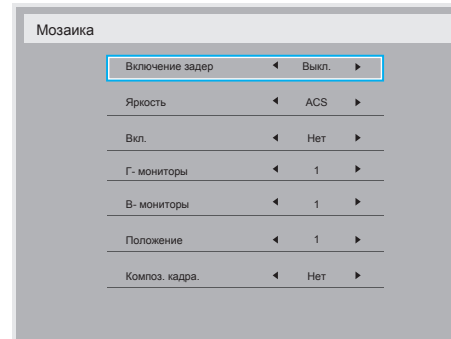 Мозаика
Включение задер Выкл.
Яркость ACS
Вкл. Нет
Г- мониторы 1
В- мониторы 1
Положение 1
Композ. кадра. Нет